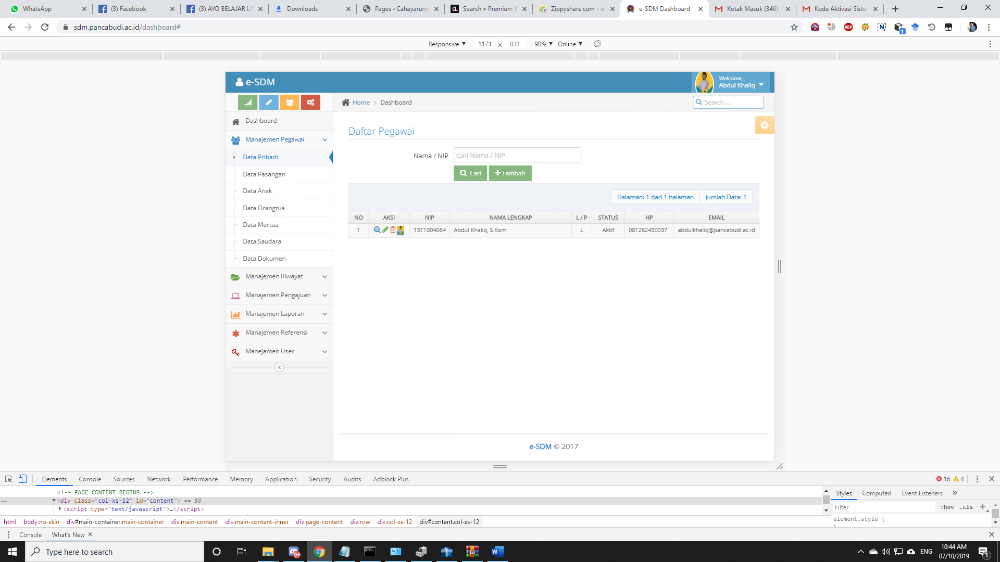 WhatsApp
(3) Facebook
(3) AYO BELAJAR LI
Downloads
Pages ‹ Cahayarunn
Search » Premium S
Zippyshare.com - e
e-SDM Dashboard
Kotak Masuk (346)
Kode Aktivasi Sister
sdm.pancabudi.ac.id/dashboard#
ABP
1
Responsive ▼ 1171 × 831 90% ▼ Online ▼
e-SDM
Welcome,
Abdul Khaliq
Home > Dashboard
Search ...
Dashboard
Manajemen Pegawai
Data Pribadi
Data Pasangan
Data Anak
Data Orangtua
Data Mertua
Data Saudara
Data Dokumen
Manajemen Riwayat
Manajemen Pengajuan
Manajemen Laporan
Manajemen Referensi
Manejamen User
Daftar Pegawai
Nama / NIP Cari Nama / NIP
Cari +Tambah
Halaman: 1 dari 1 halaman Jumlah Data: 1
NO AKSI NIP NAMA LENGKAP L / P STATUS HP EMAIL
1 1311004064 Abdul Khaliq, S.Kom L Aktif 081262430037 abdulkhaliq@pancabudi.ac.id
e-SDM © 2017
Elements Console Sources Network Performance Memory Application Security Audits Adblock Plus 16 4
<!-- PAGE CONTENT BEGINS -->
... ▼<div class="col-xs-12" id="content"> == $0
▶<script type="text/javascript">…</script>
html body.no-skin div#main-container.main-container div.main-content div.main-content-inner div.page-content div.row div.col-xs-12 div#content.col-xs-12
Styles Computed Event Listeners »
Filter :hov .cls +
element.style {
Console What's New ×
Type here to search
9+
ENG
10:44 AM
07/10/2019
1